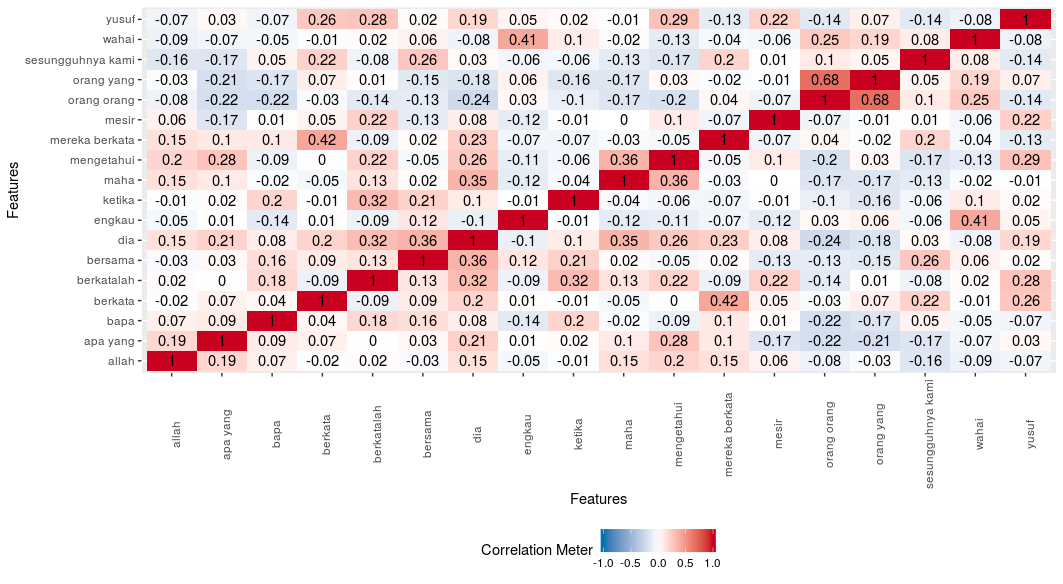 yusuf -0.07 0.03 -0.07 0.26 0.28 0.02 0.19 0.05 0.02 -0.01 0.29 -0.13 0.22 -0.14 0.07 -0.14 -0.08 1
wahai -0.09 -0.07 -0.05 -0.01 0.02 0.06 -0.08 0.41 0.1 -0.02 -0.13 -0.04 -0.06 0.25 0.19 0.08 1 -0.08
sesungguhnya kami -0.16 -0.17 0.05 0.22 -0.08 0.26 0.03 -0.06 -0.06 -0.13 -0.17 0.2 0.01 0.1 0.05 1 0.08 -0.14
orang yang -0.03 -0.21 -0.17 0.07 0.01 -0.15 -0.18 0.06 -0.16 -0.17 0.03 -0.02 -0.01 0.68 1 0.05 0.19 0.07
orang orang -0.08 -0.22 -0.22 -0.03 -0.14 -0.13 -0.24 0.03 -0.1 -0.17 -0.2 0.04 -0.07 1 0.68 0.1 0.25 -0.14
mesir 0.06 -0.17 0.01 0.05 0.22 -0.13 0.08 -0.12 -0.01 0 0.1 -0.07 1 -0.07 -0.01 0.01 -0.06 0.22
mereka berkata 0.15 0.1 0.1 0.42 -0.09 0.02 0.23 -0.07 -0.07 -0.03 -0.05 1 -0.07 0.04 -0.02 0.2 -0.04 -0.13
mengetahui 0.2 0.28 -0.09 0 0.22 -0.05 0.26 -0.11 -0.06 0.36 1 -0.05 0.1 -0.2 0.03 -0.17 -0.13 0.29
maha 0.15 0.1 -0.02 -0.05 0.13 0.02 0.35 -0.12 -0.04 1 0.36 -0.03 0 -0.17 -0.17 -0.13 -0.02 -0.01
ketika -0.01 0.02 0.2 -0.01 0.32 0.21 0.1 -0.01 1 -0.04 -0.06 -0.07 -0.01 -0.1 -0.16 -0.06 0.1 0.02
engkau -0.05 0.01 -0.14 0.01 -0.09 0.12 -0.1 1 -0.01 -0.12 -0.11 -0.07 -0.12 0.03 0.06 -0.06 0.41 0.05
dia 0.15 0.21 0.08 0.2 0.32 0.36 1 -0.1 0.1 0.35 0.26 0.23 0.08 -0.24 -0.18 0.03 -0.08 0.19
bersama -0.03 0.03 0.16 0.09 0.13 1 0.36 0.12 0.21 0.02 -0.05 0.02 -0.13 -0.13 -0.15 0.26 0.06 0.02
berkatalah 0.02 0 0.18 -0.09 1 0.13 0.32 -0.09 0.32 0.13 0.22 -0.09 0.22 -0.14 0.01 -0.08 0.02 0.28
berkata -0.02 0.07 0.04 1 -0.09 0.09 0.2 0.01 -0.01 -0.05 0 0.42 0.05 -0.03 0.07 0.22 -0.01 0.26
bapa 0.07 0.09 1 0.04 0.18 0.16 0.08 -0.14 0.2 -0.02 -0.09 0.1 0.01 -0.22 -0.17 0.05 -0.05 -0.07
apa yang 0.19 1 0.09 0.07 0 0.03 0.21 0.01 0.02 0.1 0.28 0.1 -0.17 -0.22 -0.21 -0.17 -0.07 0.03
allah 1 0.19 0.07 -0.02 0.02 -0.03 0.15 -0.05 -0.01 0.15 0.2 0.15 0.06 -0.08 -0.03 -0.16 -0.09 -0.07
Features
allah
apa yang
bapa
berkata
berkatalah
bersama
dia
engkau
ketika
maha
mengetahui
mereka berkata
mesir
orang orang
orang yang
sesungguhnya kami
wahai
yusuf
Features
Correlation Meter
-1.0 -0.5 0.0 0.5 1.0